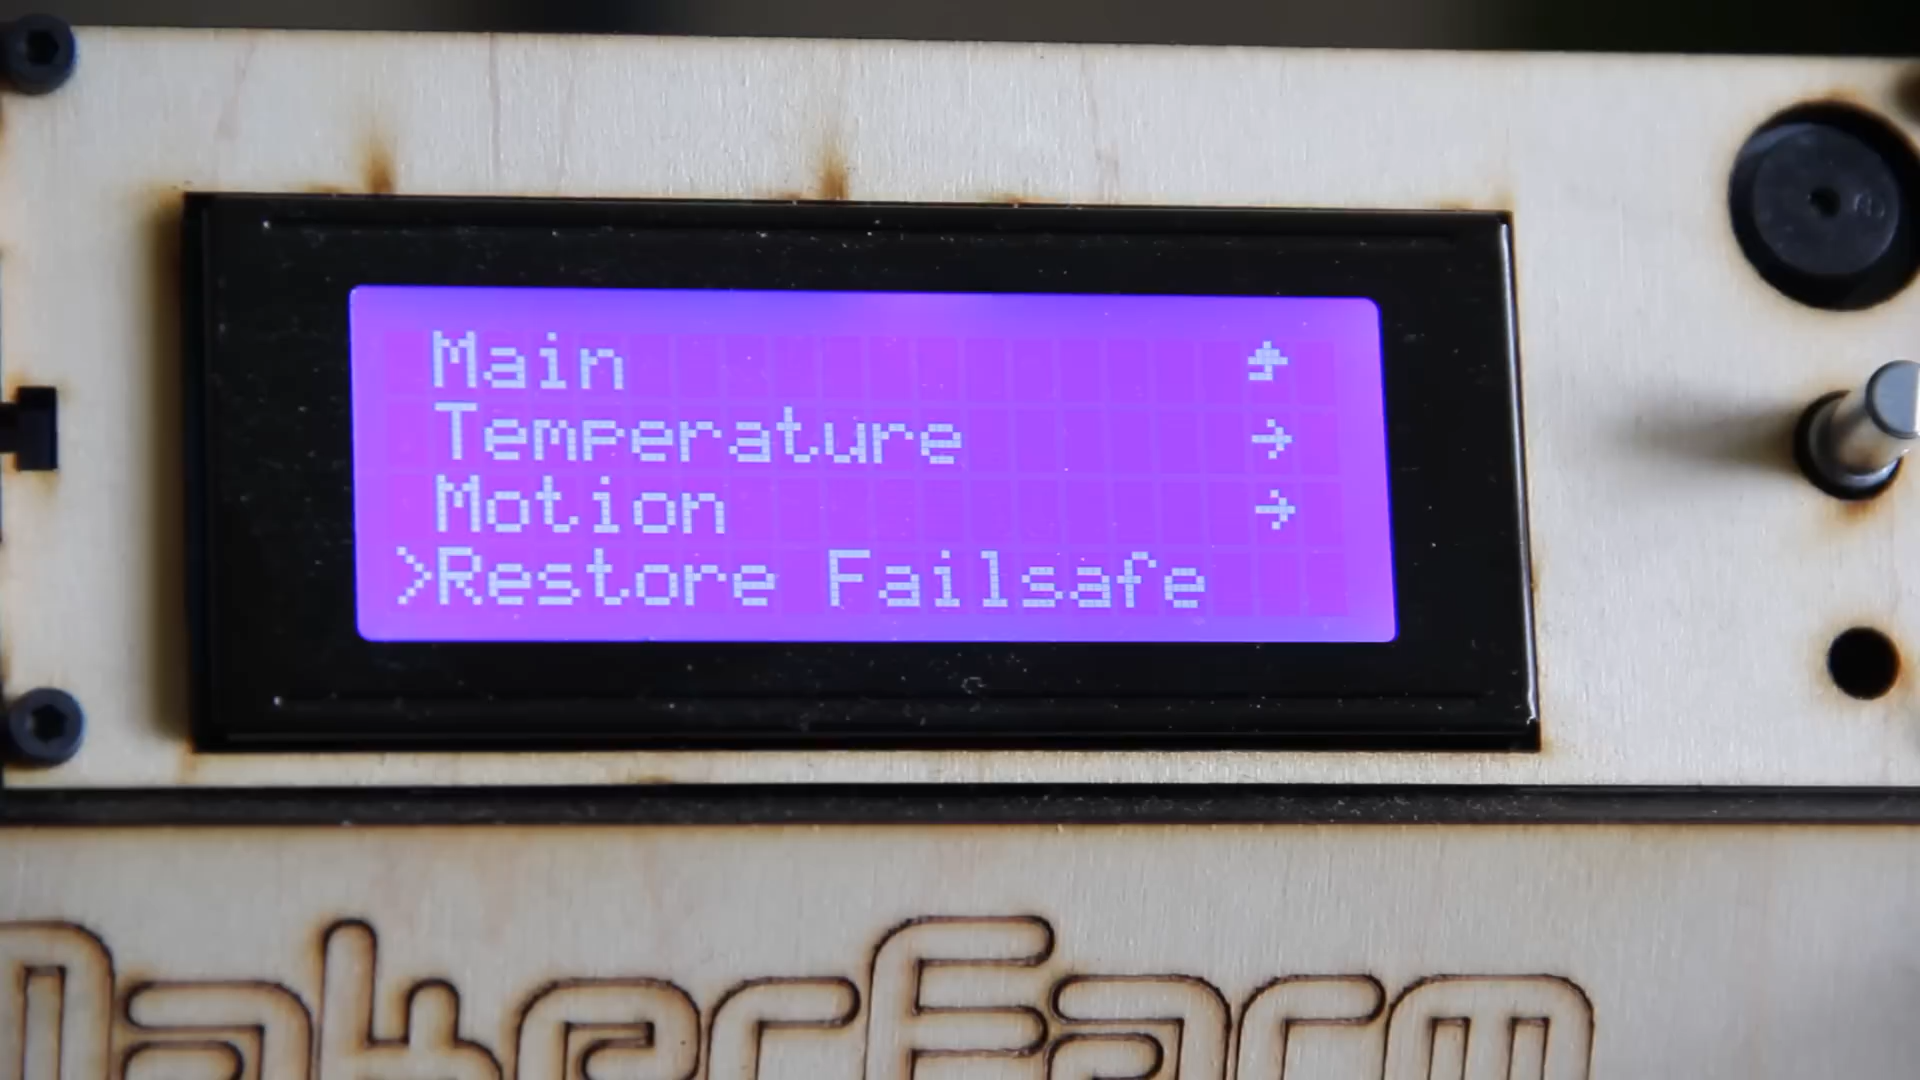 Main
Temperature →
Motion →
>Restore Failsafe
MakerFarm